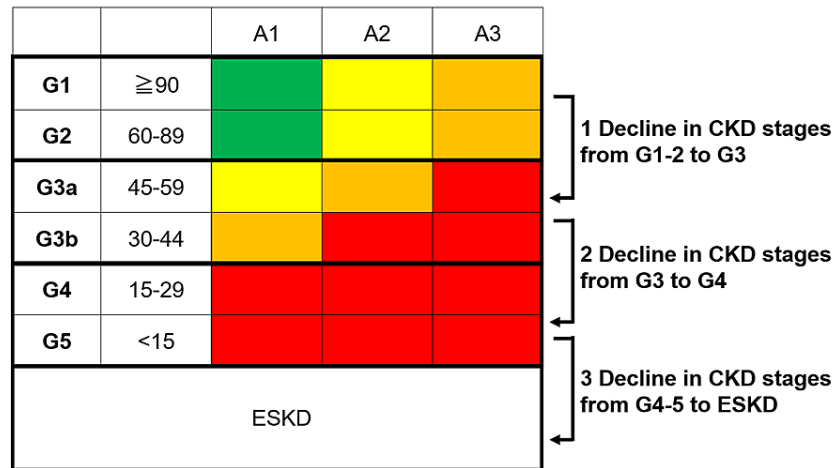 A1 A2 A3
G1 ≧90
G2 60-89
G3a 45-59
G3b 30-44
G4 15-29
G5 <15
ESKD
1 Decline in CKD stages
from G1-2 to G3
2 Decline in CKD stages
from G3 to G4
3 Decline in CKD stages
from G4-5 to ESKD